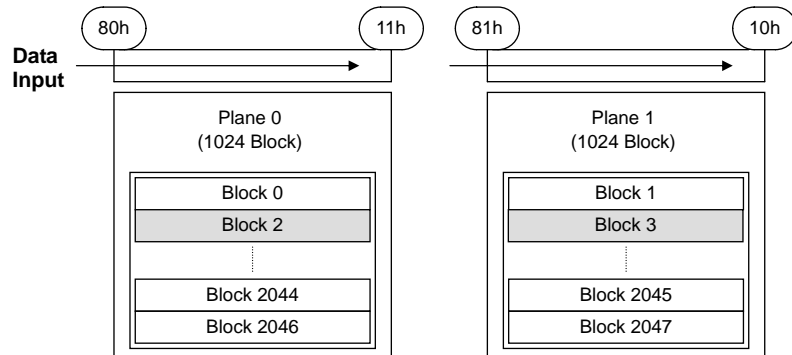 80h
11h
81h
10h
Data
Input
Plane 0
(1024 Block)
Plane 1
(1024 Block)
Block 0
Block 2
Block 2044
Block 2046
Block 1
Block 3
Block 2045
Block 2047